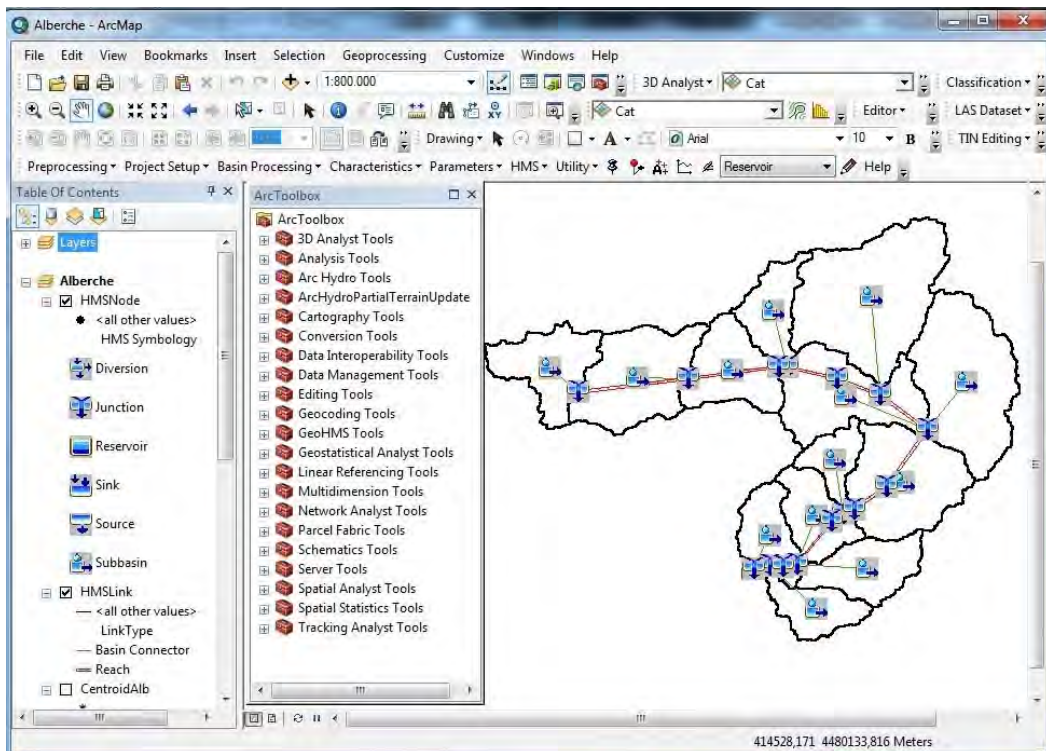 Alberche - ArcMap
File Edit View Bookmarks Insert Selection Geoprocessing Customize Windows Help
1:800.000 3D Analyst Cat Classification
Cat Editor LAS Dataset
Drawing A Arial 10 B TIN Editing
Preprocessing Project Setup Basin Processing Characteristics Parameters HMS Utility Reservoir Help
Table Of Contents
Layers
Alberche
HMSNode
<all other values>
HMS Symbology
Diversion
Junction
Reservoir
Sink
Source
Subbasin
HMSLink
<all other values>
LinkType
Basin Connector
Reach
CentroidAlb
ArcToolbox
ArcToolbox
3D Analyst Tools
Analysis Tools
Arc Hydro Tools
ArcHydroPartialTerrainUpdate
Cartography Tools
Conversion Tools
Data Interoperability Tools
Data Management Tools
Editing Tools
Geocoding Tools
GeoHMS Tools
Geostatistical Analyst Tools
Linear Referencing Tools
Multidimension Tools
Network Analyst Tools
Parcel Fabric Tools
Schematics Tools
Server Tools
Spatial Analyst Tools
Spatial Statistics Tools
Tracking Analyst Tools
414528,171 4480133,816 Meters